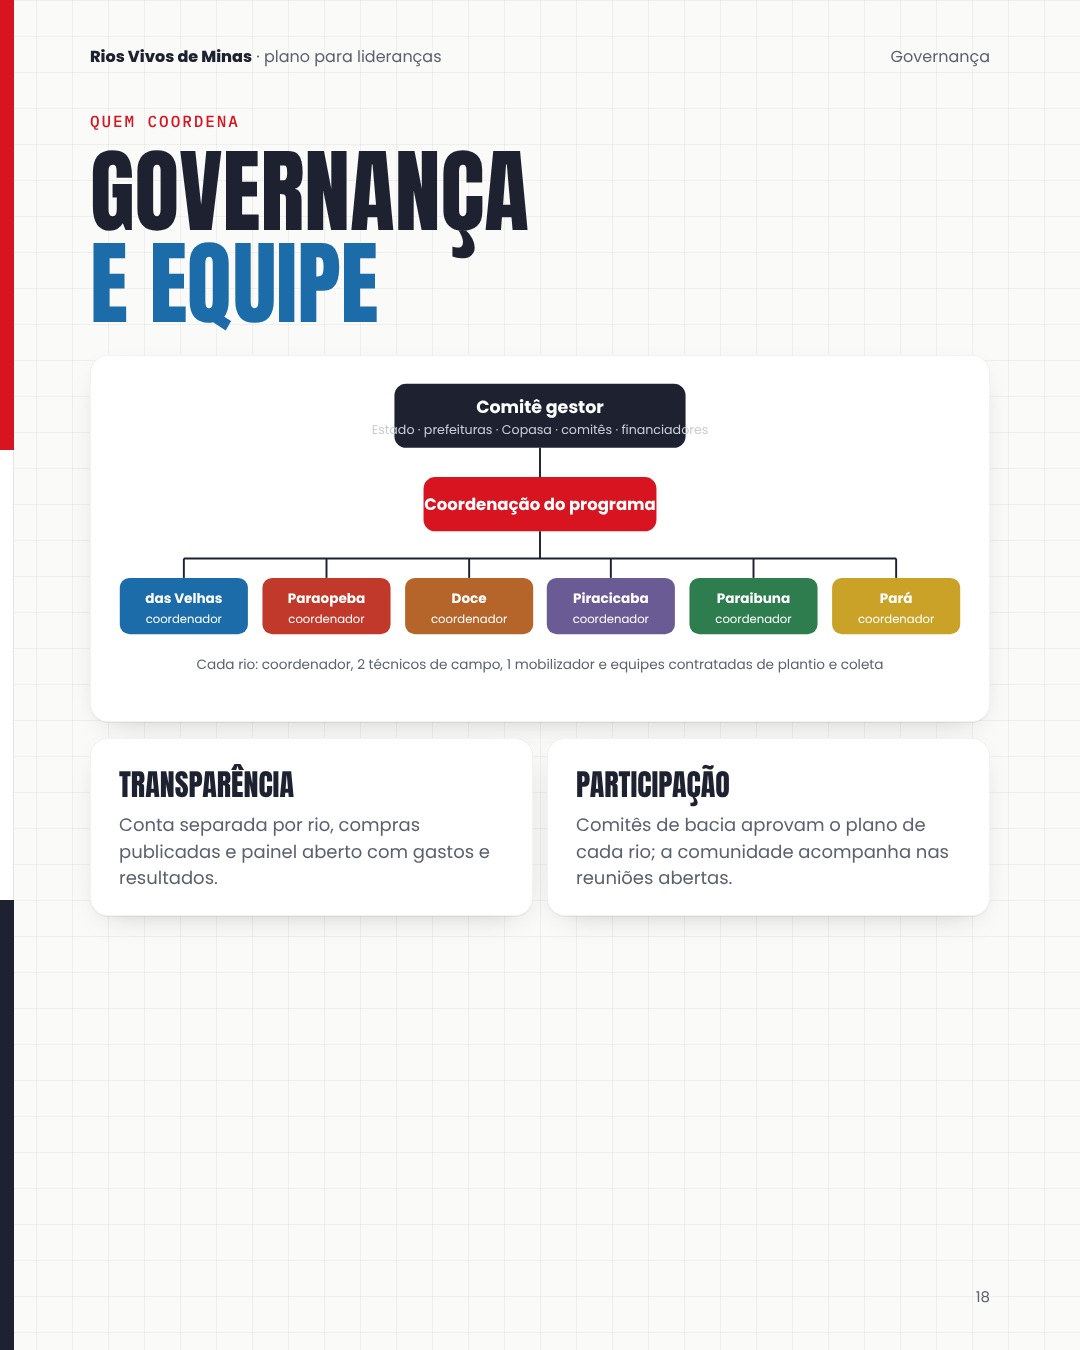 Rios Vivos de Minas · plano para lideranças
Governança
QUEM COORDENA
GOVERNANÇA
E EQUIPE
Comitê gestor
Estado · prefeituras · Copasa · comitês · financiadores
Coordenação do programa
das Velhas
coordenador
Paraopeba
coordenador
Doce
coordenador
Piracicaba
coordenador
Paraibuna
coordenador
Pará
coordenador
Cada rio: coordenador, 2 técnicos de campo, 1 mobilizador e equipes contratadas de plantio e coleta
TRANSPARÊNCIA
Conta separada por rio, compras
publicadas e painel aberto com gastos e
resultados.
PARTICIPAÇÃO
Comitês de bacia aprovam o plano de
cada rio; a comunidade acompanha nas
reuniões abertas.
18